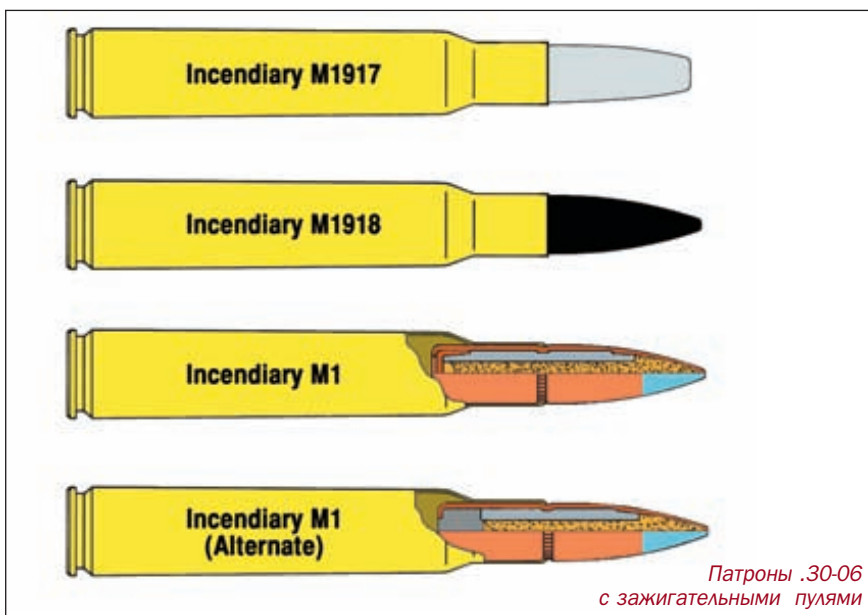 Incendiary M1917
Incendiary M1918
Incendiary M1
Incendiary M1
(Alternate)
Патроны .30-06
с зажигательными пулями